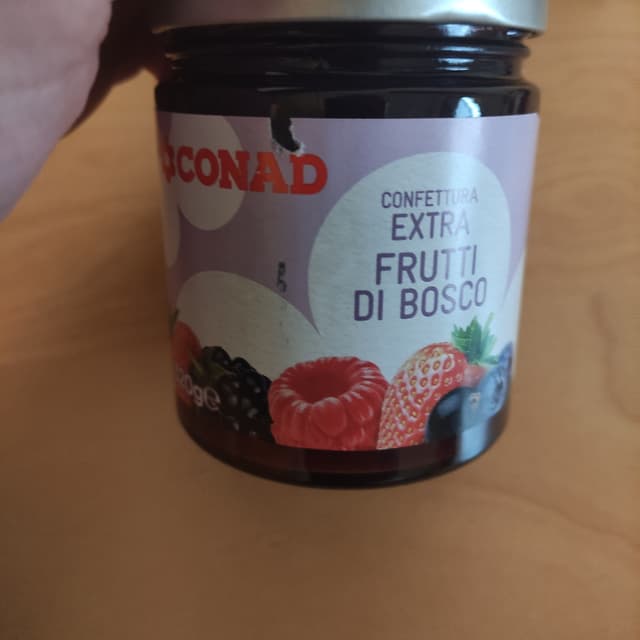 CONAD
CONFETTURA
EXTRA
FRUTTI
DI BOSCO